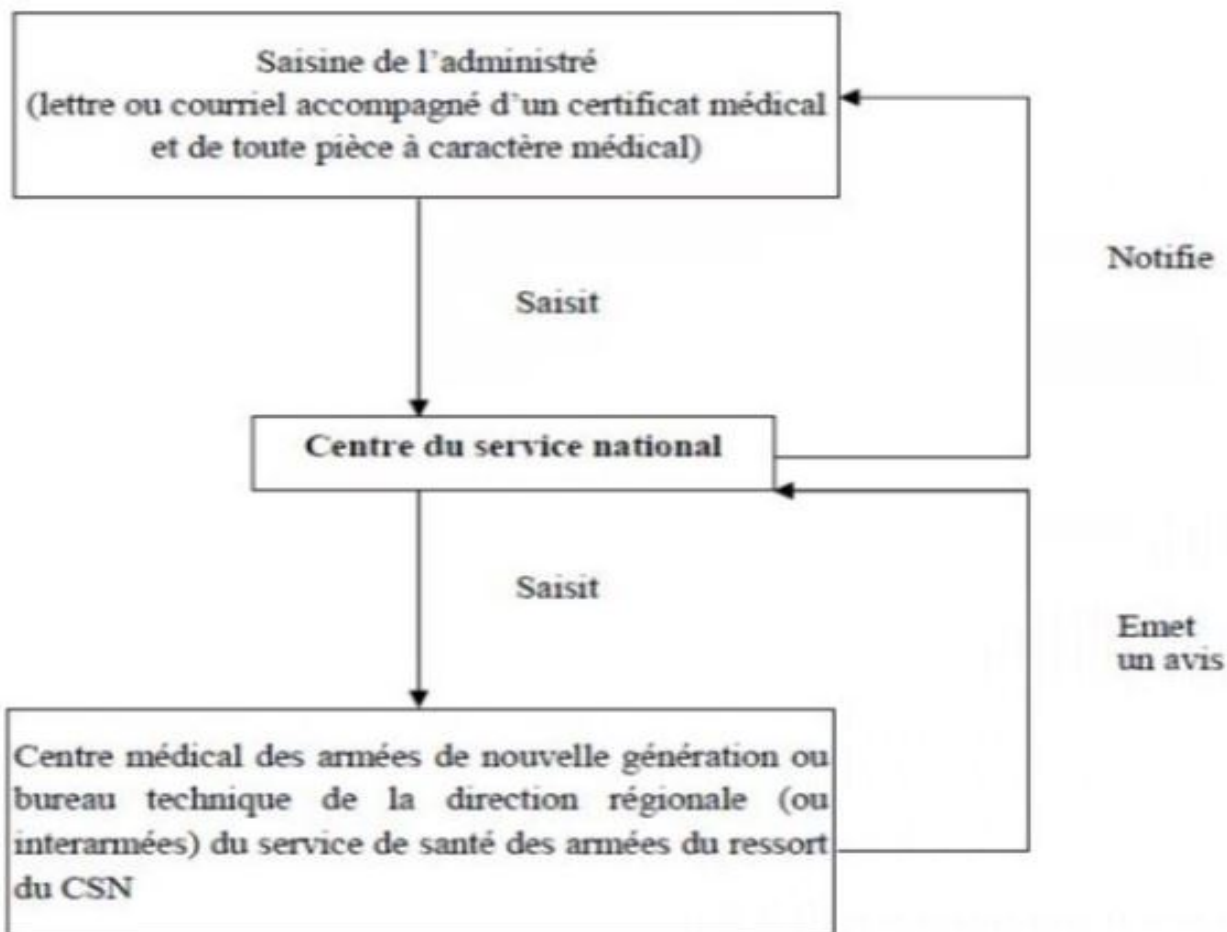 Saisine de l'administré
(lettre ou courriel accompagné d'un certificat médical
et de toute pièce à caractère médical)
Notifie
Saisit
Centre du service national
Saisit
Emet
un avis
Centre médical des armées de nouvelle génération ou
bureau technique de la direction régionale (ou
interarmées) du service de santé des armées du ressort
du CSN